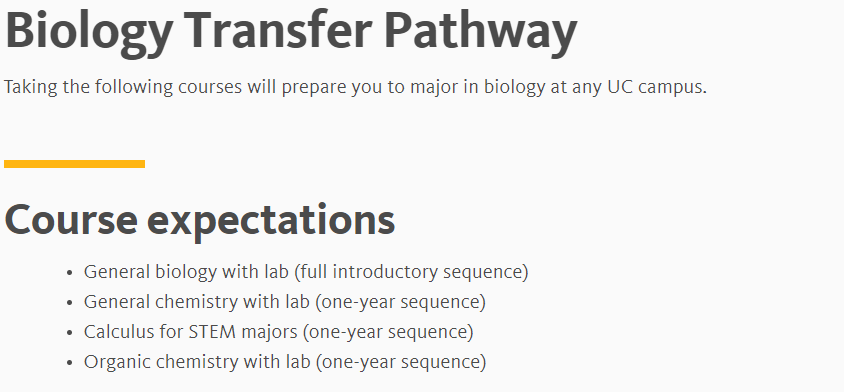 Biology Transfer Pathway
Taking the following courses will prepare you to major in biology at any UC campus.
Course expectations
• General biology with lab (full introductory sequence)
• General chemistry with lab (one-year sequence)
• Calculus for STEM majors (one-year sequence)
• Organic chemistry with lab (one-year sequence)